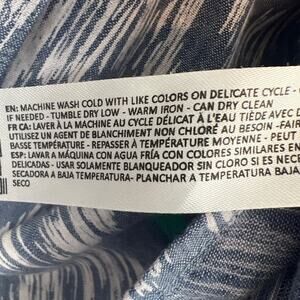 EN: MACHINE WASH COLD WITH LIKE COLORS ON DELICATE CYCLE -
IF NEEDED - TUMBLE DRY LOW - WARM IRON - CAN DRY CLEAN
FR CA: LAVER À LA MACHINE AU CYCLE DÉLICAT À L'EAU TIÈDE AVEC D
UTILISEZ UN AGENT DE BLANCHIMENT NON CHLORÉ AU BESOIN -FAIR
BASSE TEMPÉRATURE - REPASSER À TEMPÉRATURE MOYENNE - PEUT
ESP: LAVAR A MÁQUINA CON AGUA FRÍA CON COLORES SIMILARES EN
DELICADAS - USAR SOLAMENTE BLANQUEADOR SIN CLORO SI ES NECES
SECADORA A BAJA TEMPERATURA- PLANCHAR A TEMPERATURA BAJA
SECO